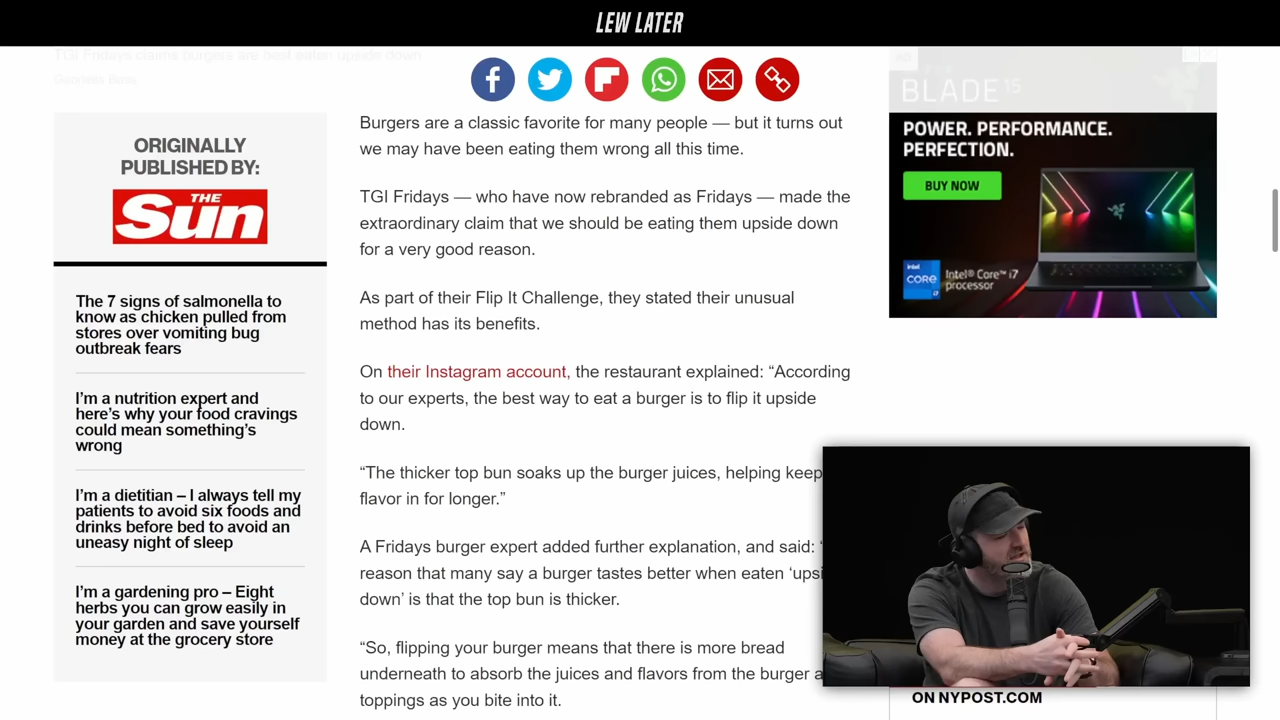 LEW LATER
TGI Fridays claims burgers are best eaten upside down
ORIGINALLY
PUBLISHED BY:
THE
Sun
The 7 signs of salmonella to
know as chicken pulled from
stores over vomiting bug
outbreak fears
I’m a nutrition expert and
here’s why your food cravings
could mean something’s
wrong
I’m a dietitian – I always tell my
patients to avoid six foods and
drinks before bed to avoid an
uneasy night of sleep
I’m a gardening pro – Eight
herbs you can grow easily in
your garden and save yourself
money at the grocery store
Burgers are a classic favorite for many people — but it turns out
we may have been eating them wrong all this time.
TGI Fridays — who have now rebranded as Fridays — made the
extraordinary claim that we should be eating them upside down
for a very good reason.
As part of their Flip It Challenge, they stated their unusual
method has its benefits.
On their Instagram account, the restaurant explained: “According
to our experts, the best way to eat a burger is to flip it upside
down.
“The thicker top bun soaks up the burger juices, helping keep
flavor in for longer.”
A Fridays burger expert added further explanation, and said: “
reason that many say a burger tastes better when eaten ‘upsi
down’ is that the top bun is thicker.
“So, flipping your burger means that there is more bread
underneath to absorb the juices and flavors from the burger a
toppings as you bite into it.
BLADE 15
POWER. PERFORMANCE.
PERFECTION.
BUY NOW
intel
CORE
Intel® Core™ i7
processor
ON NYPOST.COM